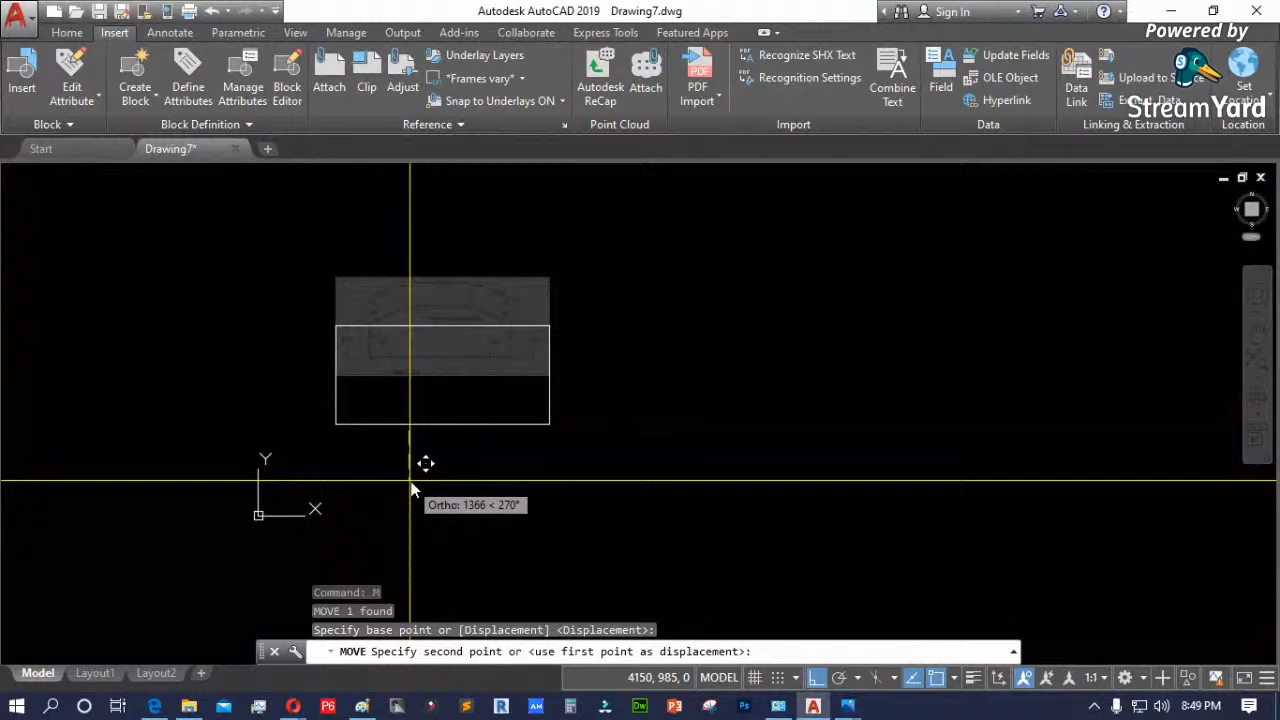 Autodesk AutoCAD 2019 Drawing7.dwg
Sign In
Powered by
StreamYard
Home Insert Annotate Parametric View Manage Output Add-ins Collaborate Express Tools Featured Apps
Insert
Edit Attribute
Create Block
Define Attributes
Manage Attributes
Block Editor
Attach
Clip
Adjust
Underlay Layers
*Frames vary*
Snap to Underlays ON
Autodesk ReCap
Attach
PDF Import
Recognize SHX Text
Recognition Settings
Combine Text
Field
Update Fields
OLE Object
Hyperlink
Data Link
Upload to
Extract Data
Set Location
Block Block Definition Reference Point Cloud Import Data Linking & Extraction Location
Start Drawing7*
N
W E
S
Y
X
Ortho: 1366 < 270°
Command: M
MOVE 1 found
Specify base point or [Displacement] <Displacement>:
MOVE Specify second point or <use first point as displacement>:
Model Layout1 Layout2
4150, 985, 0 MODEL 1:1
P6 R AM Dw P Ps A 8:49 PM